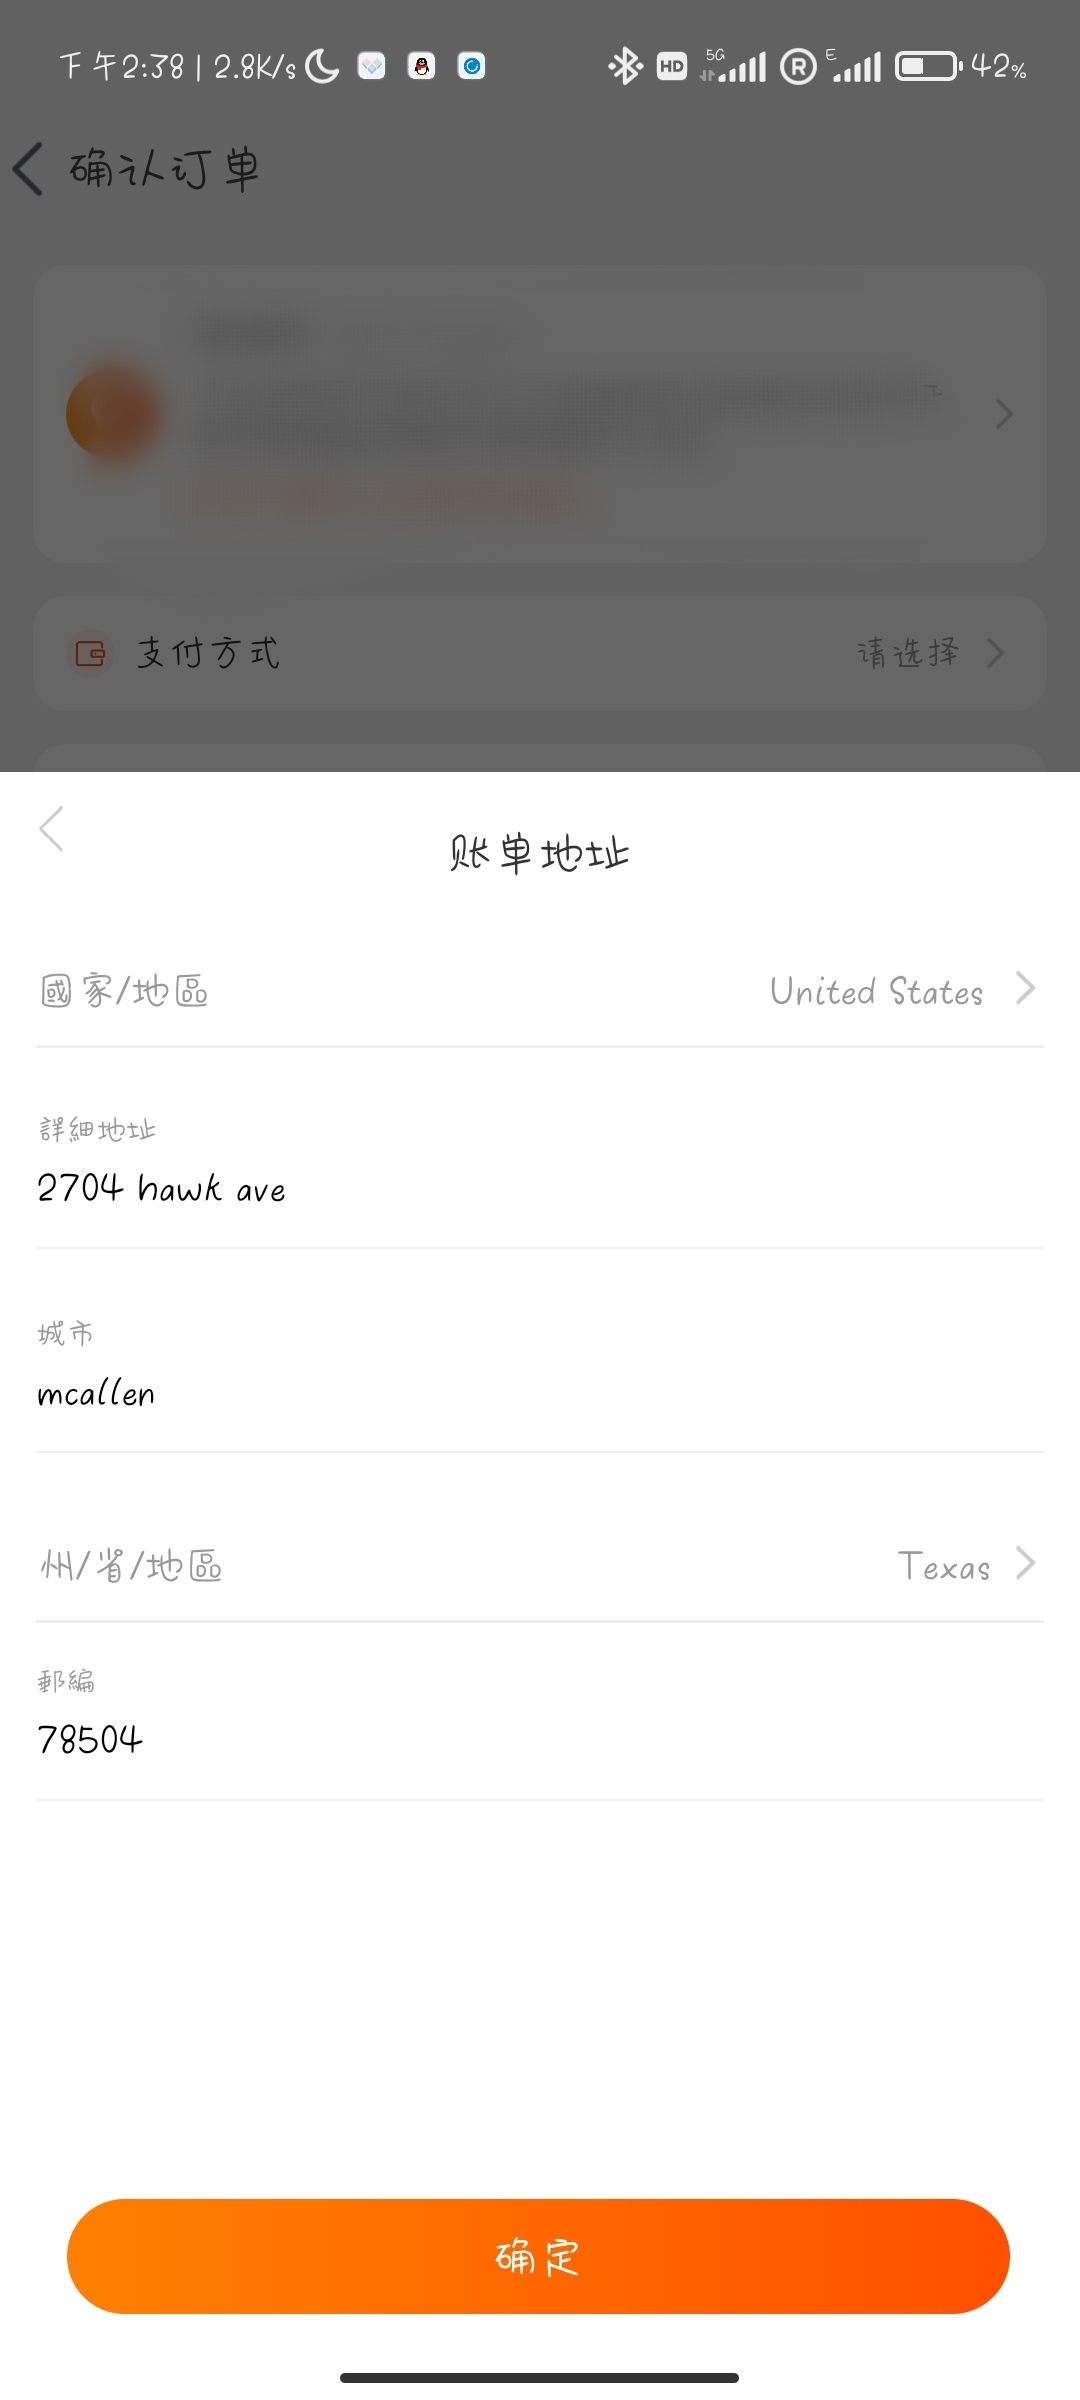 下午2:38 | 2.8K/s
HD 5G R E 42%
确认订单
支付方式 请选择
账单地址
國家/地區 United States
詳細地址
2704 hawk ave
城市
mcallen
州/省/地區 Texas
郵編
78504
确定